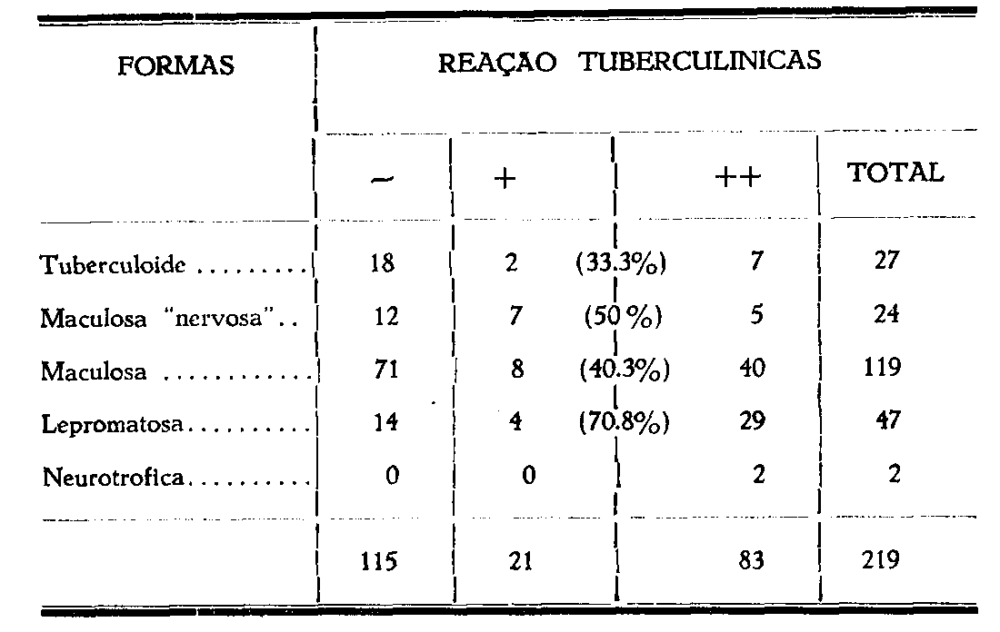 FORMAS REAÇÃO TUBERCULINICAS
– + ++ TOTAL
Tuberculoide ......... 18 2 (33.3%) 7 27
Maculosa "nervosa".. 12 7 (50%) 5 24
Maculosa ............ 71 8 (40.3%) 40 119
Lepromatosa.......... 14 4 (70.8%) 29 47
Neurotrofica.......... 0 0 2 2
115 21 83 219